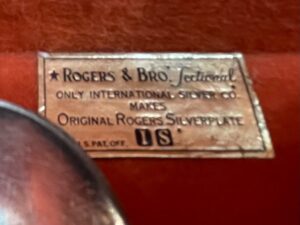 ★ ROGERS & BRO. Sectional
ONLY INTERNATIONAL SILVER CO.
MAKES
ORIGINAL ROGERS SILVERPLATE
U.S. PAT. OFF. IS